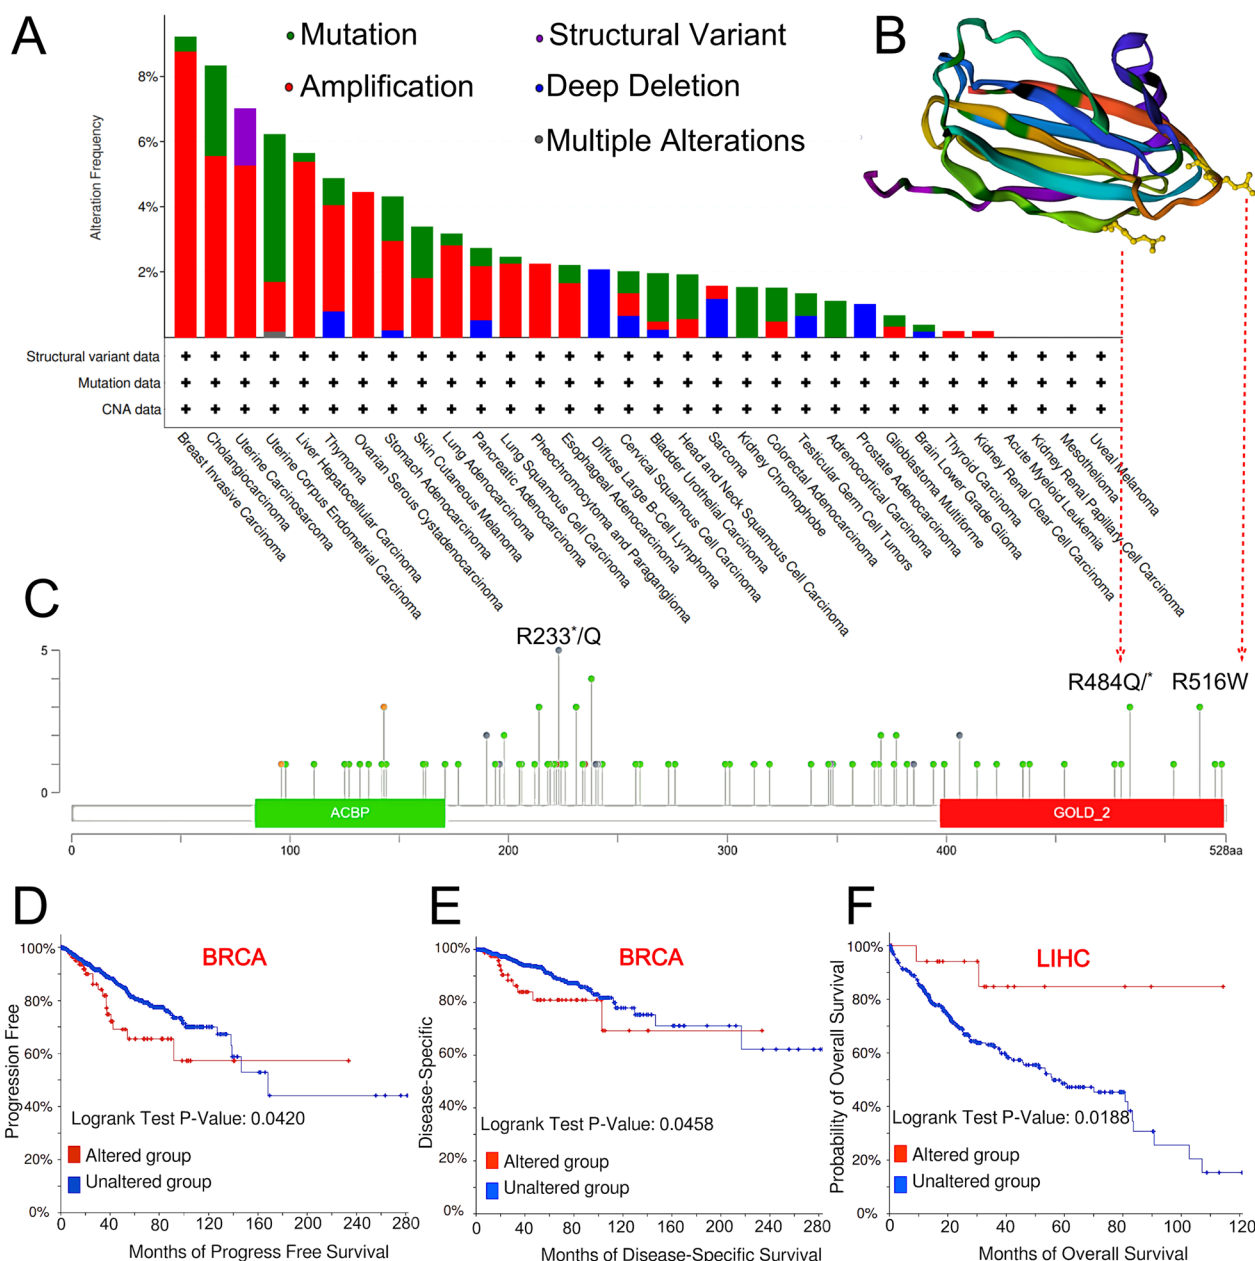 A
B
Mutation
Structural Variant
Amplification
Deep Deletion
Multiple Alterations
Alteration Frequency
8%
6%
4%
2%
Structural variant data
Mutation data
CNA data
Breast Invasive Carcinoma
Cholangiocarcinoma
Uterine Carcinosarcoma
Uterine Corpus Endometrial Carcinoma
Liver Hepatocellular Carcinoma
Thymoma
Ovarian Serous Cystadenocarcinoma
Stomach Adenocarcinoma
Skin Cutaneous Melanoma
Lung Adenocarcinoma
Pancreatic Adenocarcinoma
Lung Squamous Cell Carcinoma
Pheochromocytoma and Paraganglioma
Esophageal Adenocarcinoma
Diffuse Large B-Cell Lymphoma
Cervical Squamous Cell Carcinoma
Bladder Urothelial Carcinoma
Head and Neck Squamous Cell Carcinoma
Sarcoma
Kidney Chromophobe
Colorectal Adenocarcinoma
Testicular Germ Cell Tumors
Adrenocortical Carcinoma
Prostate Adenocarcinoma
Glioblastoma Multiforme
Brain Lower Grade Glioma
Thyroid Carcinoma
Kidney Renal Clear Cell Carcinoma
Acute Myeloid Leukemia
Kidney Renal Papillary Cell Carcinoma
Mesothelioma
Uveal Melanoma
C
R233*/Q
R484Q/*
R516W
5
0
ACBP
GOLD_2
0 100 200 300 400 528aa
D
BRCA
Progression Free
100%
80%
60%
40%
20%
0%
Logrank Test P-Value: 0.0420
Altered group
Unaltered group
0 40 80 120 160 200 240 280
Months of Progress Free Survival
E
BRCA
Disease-Specific
100%
80%
60%
40%
20%
0%
Logrank Test P-Value: 0.0458
Altered group
Unaltered group
0 40 80 120 160 200 240 280
Months of Disease-Specific Survival
F
LIHC
Probability of Overall Survival
100%
80%
60%
40%
20%
0%
Logrank Test P-Value: 0.0188
Altered group
Unaltered group
0 20 40 60 80 100 120
Months of Overall Survival